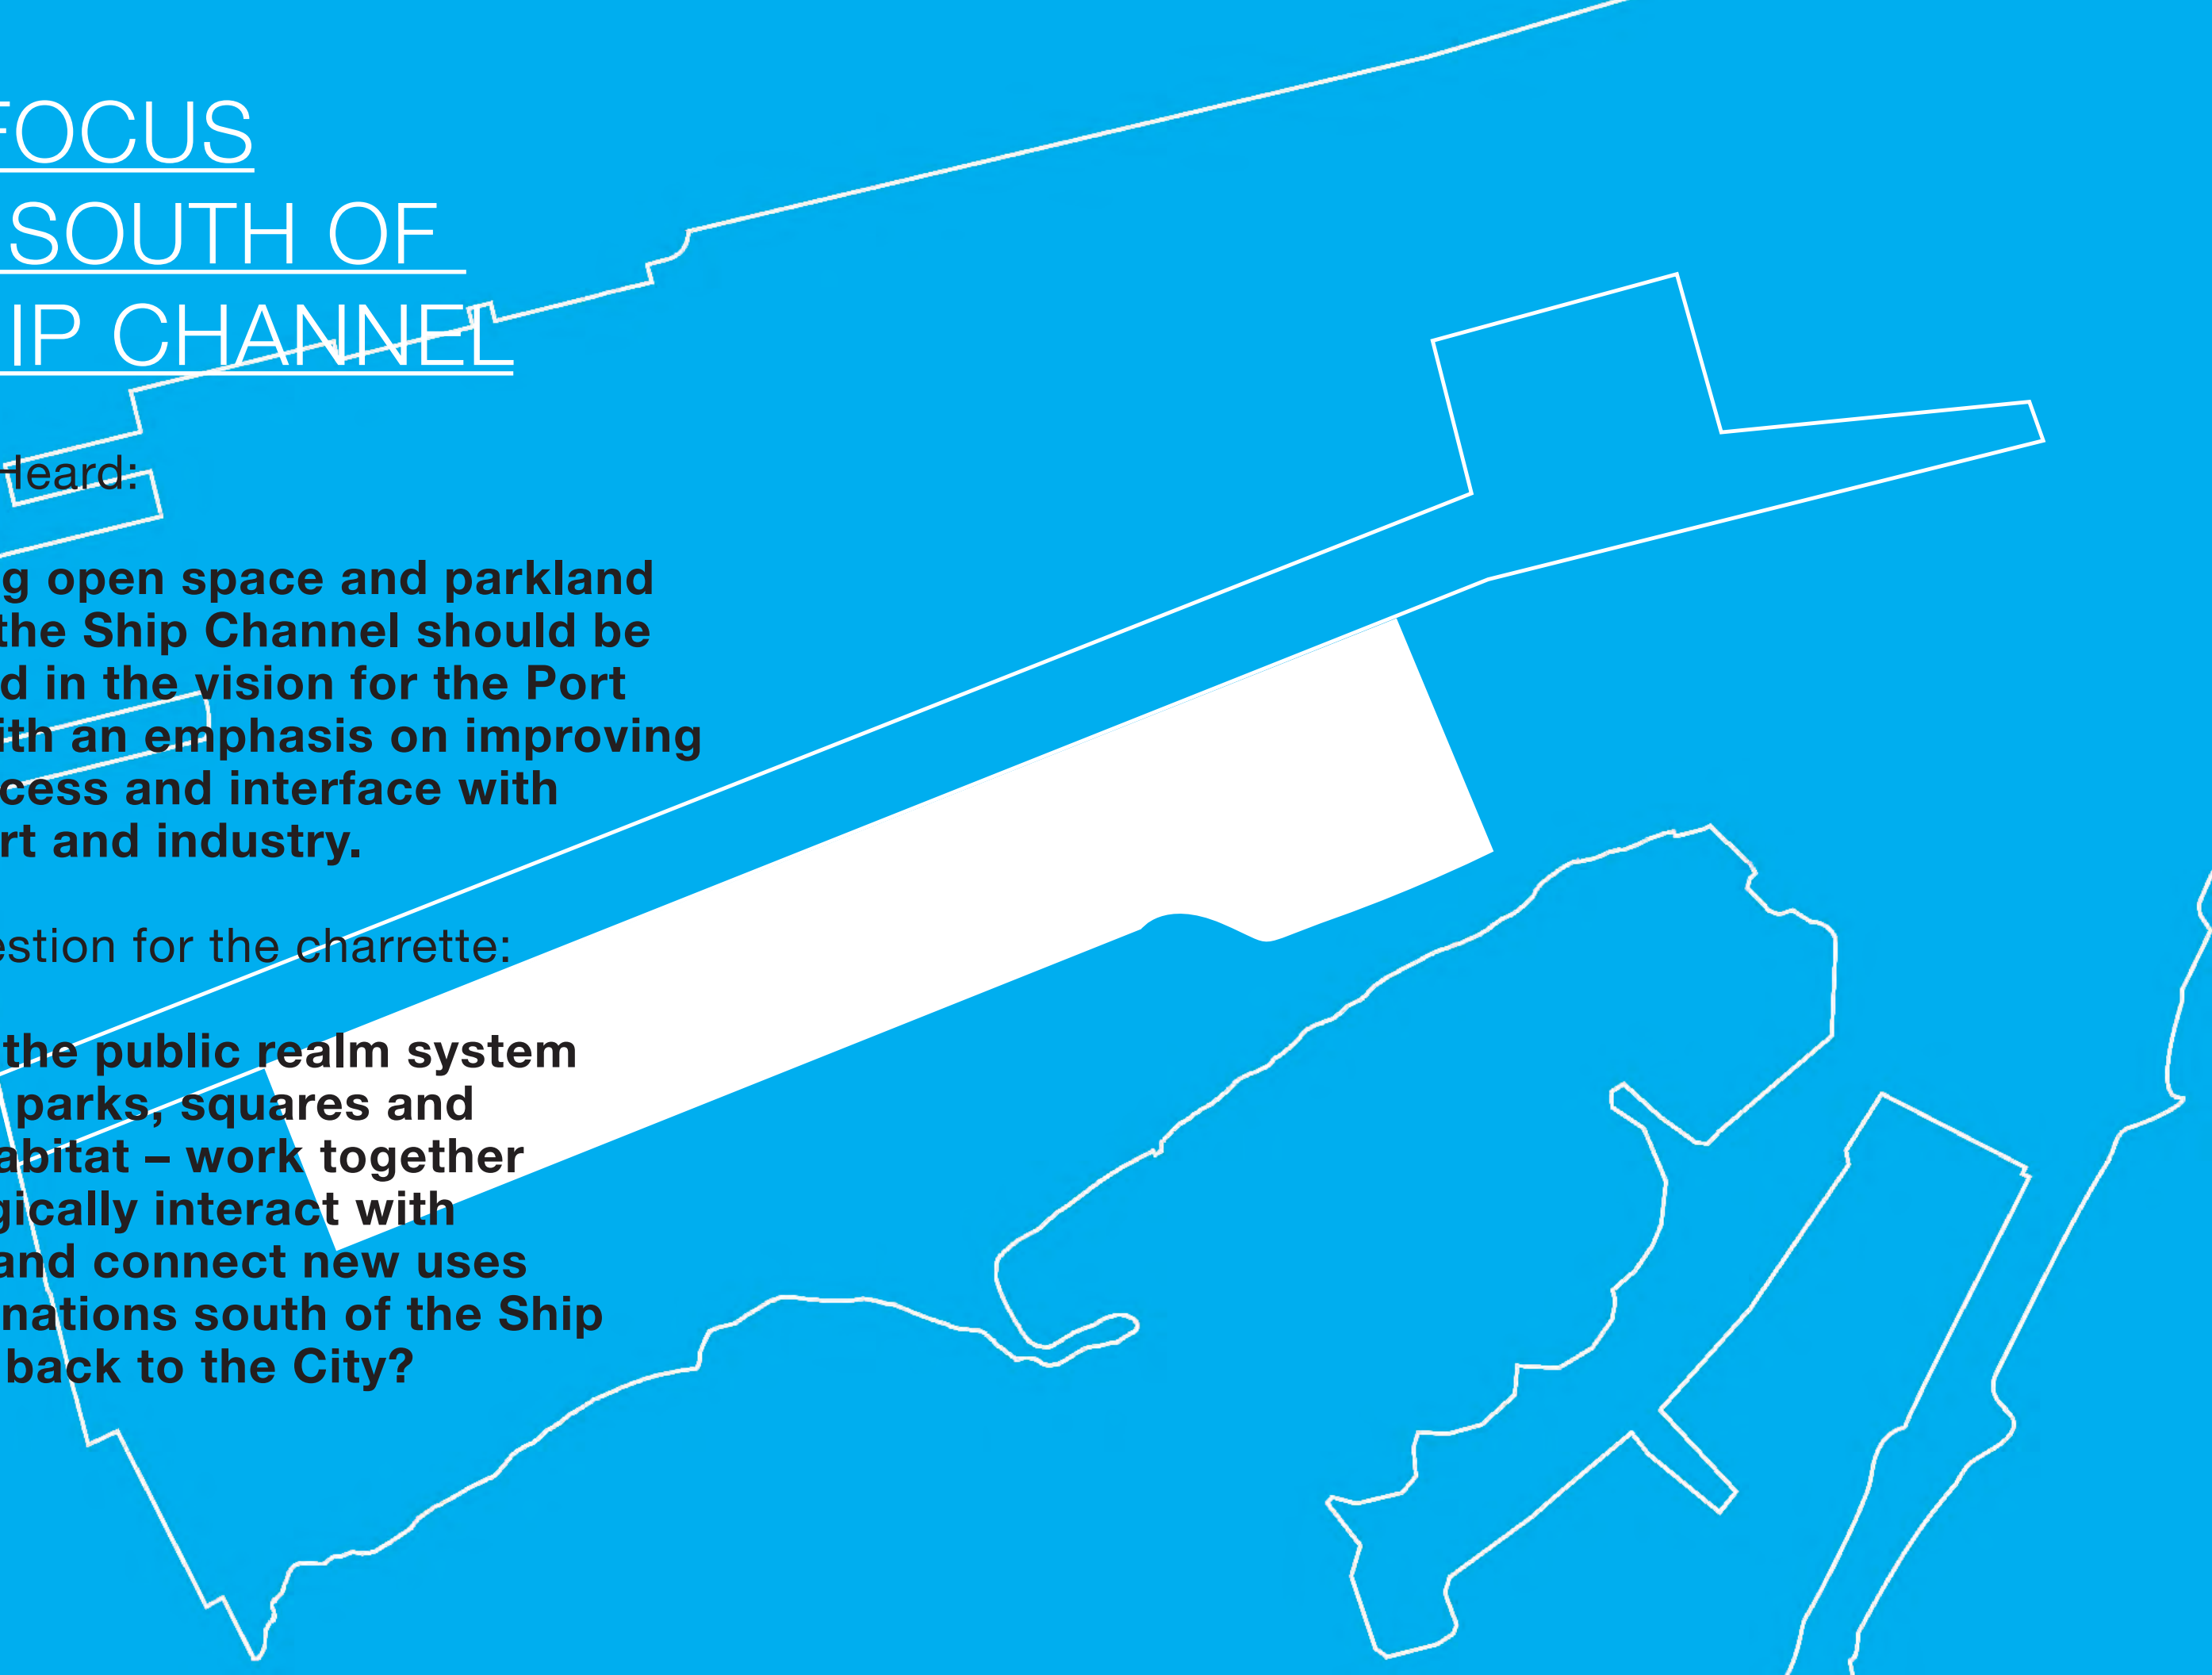 FOCUS
SOUTH OF
IP CHANNEL
Heard:
g open space and parkland
the Ship Channel should be
d in the vision for the Port
ith an emphasis on improving
cess and interface with
rt and industry.
estion for the charrette:
the public realm system
parks, squares and
abitat – work together
gically interact with
and connect new uses
nations south of the Ship
back to the City?